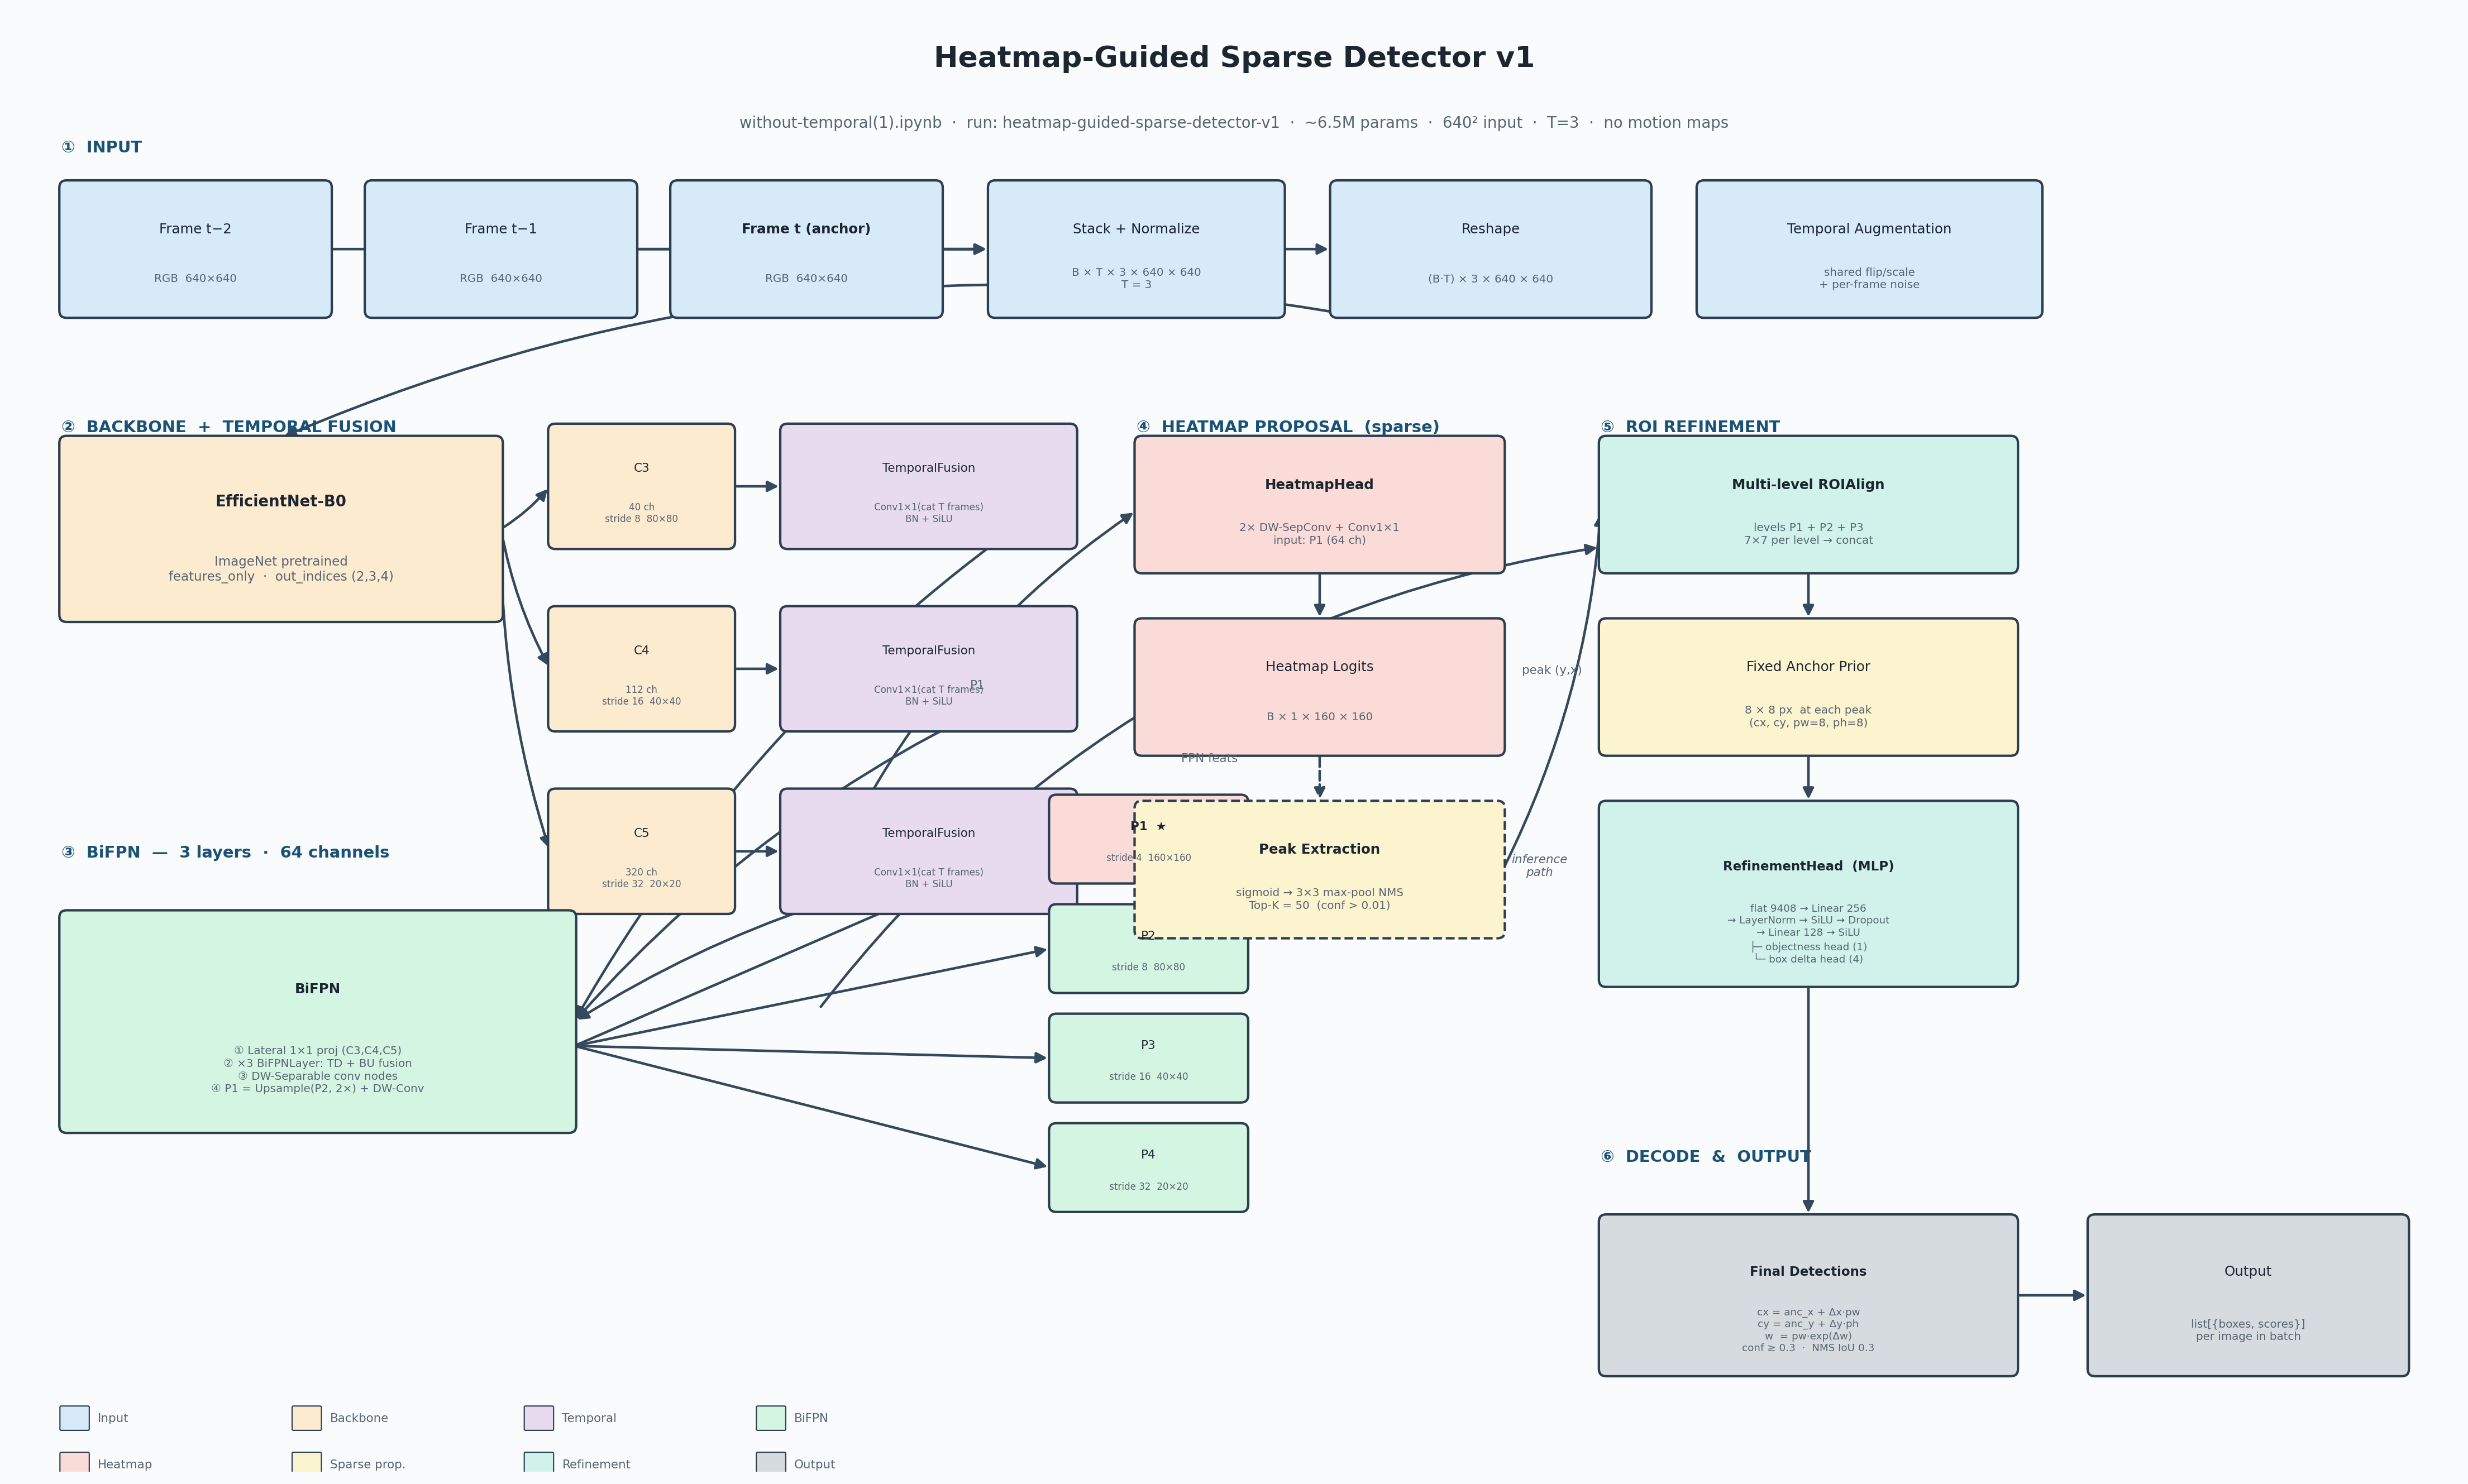 Heatmap-Guided Sparse Detector v1
without-temporal(1).ipynb · run: heatmap-guided-sparse-detector-v1 · ~6.5M params · 640² input · T=3 · no motion maps
① INPUT
Frame t−2
RGB 640×640
Frame t−1
RGB 640×640
Frame t (anchor)
RGB 640×640
Stack + Normalize
B × T × 3 × 640 × 640
T = 3
Reshape
(B·T) × 3 × 640 × 640
Temporal Augmentation
shared flip/scale
+ per-frame noise
② BACKBONE + TEMPORAL FUSION
EfficientNet-B0
ImageNet pretrained
features_only · out_indices (2,3,4)
C3
40 ch
stride 8 80×80
TemporalFusion
Conv1×1(cat T frames)
BN + SiLU
C4
112 ch
stride 16 40×40
TemporalFusion
P1
Conv1×1(cat T frames)
BN + SiLU
C5
320 ch
stride 32 20×20
TemporalFusion
Conv1×1(cat T frames)
BN + SiLU
③ BiFPN — 3 layers · 64 channels
BiFPN
① Lateral 1×1 proj (C3,C4,C5)
② ×3 BiFPNLayer: TD + BU fusion
③ DW-Separable conv nodes
④ P1 = Upsample(P2, 2×) + DW-Conv
P1 ★
stride 4 160×160
P2
stride 8 80×80
P3
stride 16 40×40
P4
stride 32 20×20
④ HEATMAP PROPOSAL (sparse)
HeatmapHead
2× DW-SepConv + Conv1×1
input: P1 (64 ch)
Heatmap Logits
B × 1 × 160 × 160
FPN feats
Peak Extraction
sigmoid → 3×3 max-pool NMS
Top-K = 50 (conf > 0.01)
peak (y,x)
inference
path
⑤ ROI REFINEMENT
Multi-level ROIAlign
levels P1 + P2 + P3
7×7 per level → concat
Fixed Anchor Prior
8 × 8 px at each peak
(cx, cy, pw=8, ph=8)
RefinementHead (MLP)
flat 9408 → Linear 256
→ LayerNorm → SiLU → Dropout
→ Linear 128 → SiLU
├─ objectness head (1)
└─ box delta head (4)
⑥ DECODE & OUTPUT
Final Detections
cx = anc_x + Δx·pw
cy = anc_y + Δy·ph
w = pw·exp(Δw)
conf ≥ 0.3 · NMS IoU 0.3
Output
list[{boxes, scores}]
per image in batch
Input
Backbone
Temporal
BiFPN
Heatmap
Sparse prop.
Refinement
Output